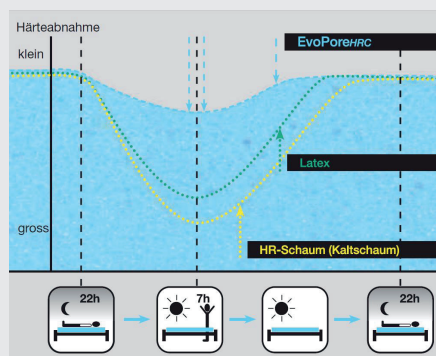 Härteabnahme
klein
EvoPoreHRC
Latex
gross
HR-Schaum (Kaltschaum)
22h
7h
22h